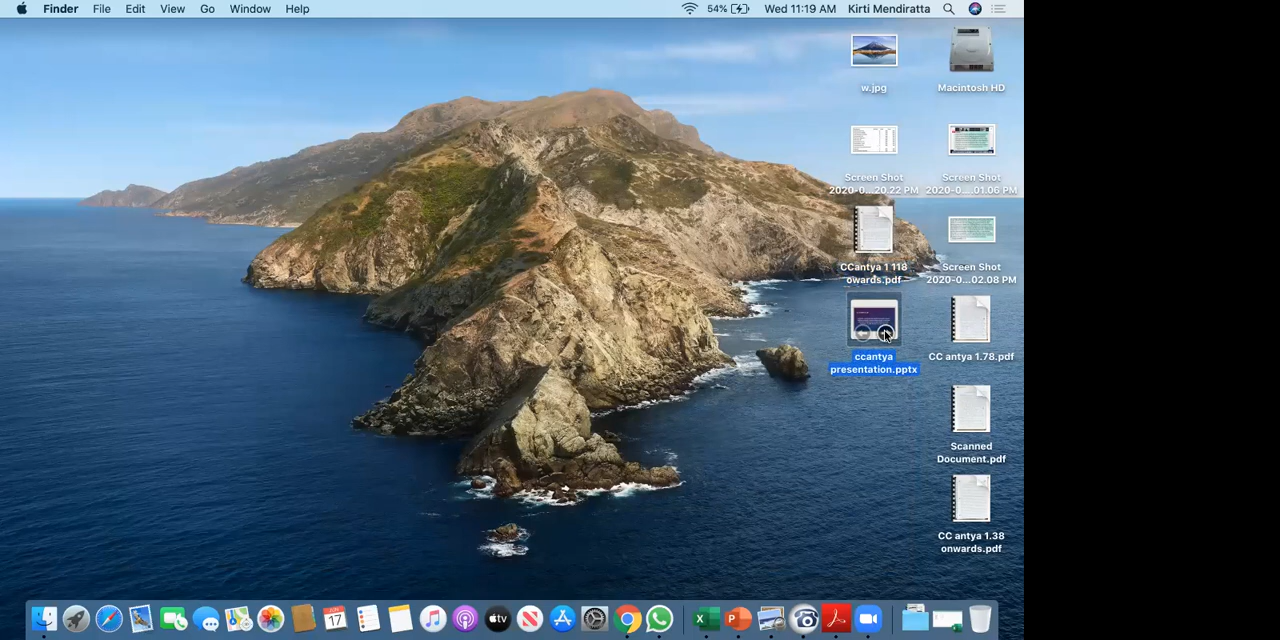 Finder File Edit View Go Window Help 54% Wed 11:19 AM Kirti Mendiratta
w.jpg
Macintosh HD
Screen Shot
2020-0...20.22 PM
Screen Shot
2020-0....01.06 PM
CCantya 1 118
owards.pdf
Screen Shot
2020-0...02.08 PM
ccantya
presentation.pptx
CC antya 1.78.pdf
Scanned
Document.pdf
CC antya 1.38
onwards.pdf
JUN
17
tv